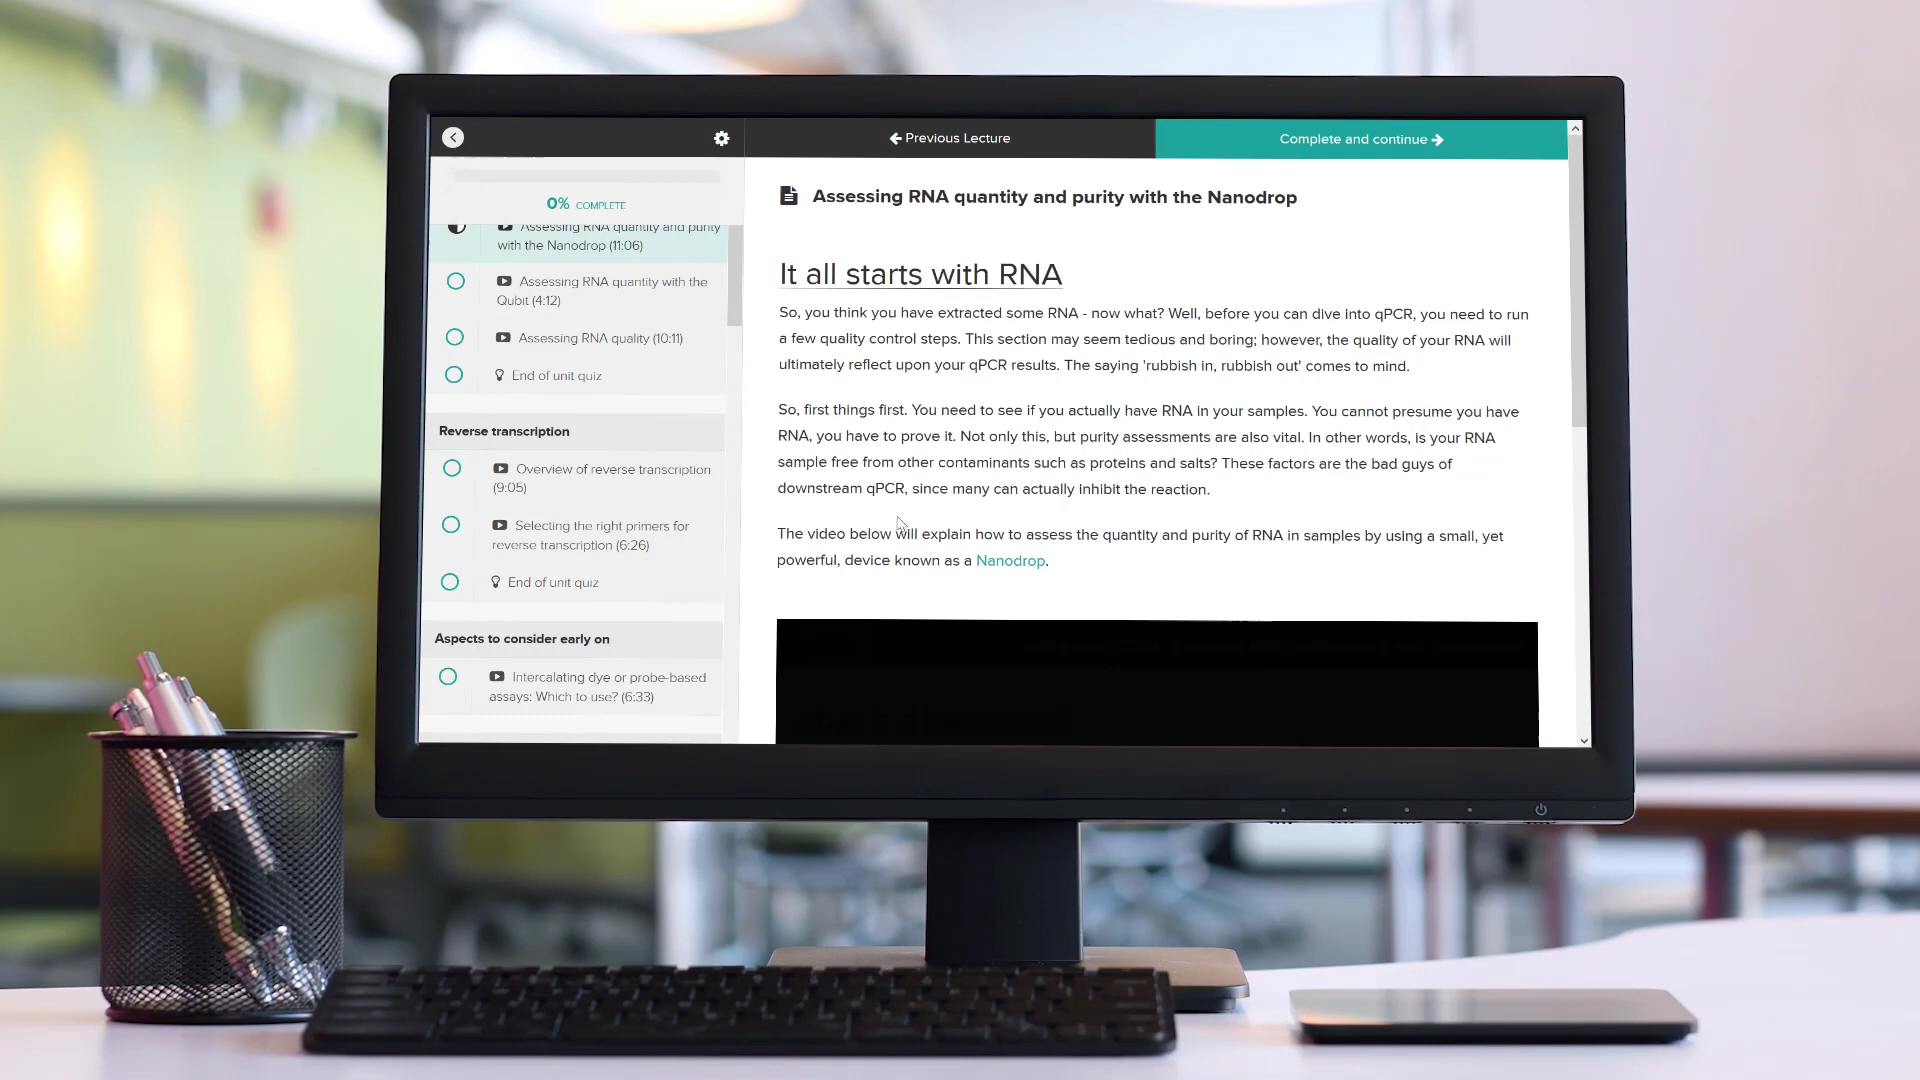 Previous Lecture
Complete and continue
0% COMPLETE
Assessing RNA quantity and purity
with the Nanodrop (11:06)
Assessing RNA quantity with the
Qubit (4:12)
Assessing RNA quality (10:11)
End of unit quiz
Reverse transcription
Overview of reverse transcription
(9:05)
Selecting the right primers for
reverse transcription (6:26)
End of unit quiz
Aspects to consider early on
Intercalating dye or probe-based
assays: Which to use? (6:33)
Assessing RNA quantity and purity with the Nanodrop
It all starts with RNA
So, you think you have extracted some RNA - now what? Well, before you can dive into qPCR, you need to run
a few quality control steps. This section may seem tedious and boring; however, the quality of your RNA will
ultimately reflect upon your qPCR results. The saying 'rubbish in, rubbish out' comes to mind.
So, first things first. You need to see if you actually have RNA in your samples. You cannot presume you have
RNA, you have to prove it. Not only this, but purity assessments are also vital. In other words, is your RNA
sample free from other contaminants such as proteins and salts? These factors are the bad guys of
downstream qPCR, since many can actually inhibit the reaction.
The video below will explain how to assess the quantity and purity of RNA in samples by using a small, yet
powerful, device known as a Nanodrop.